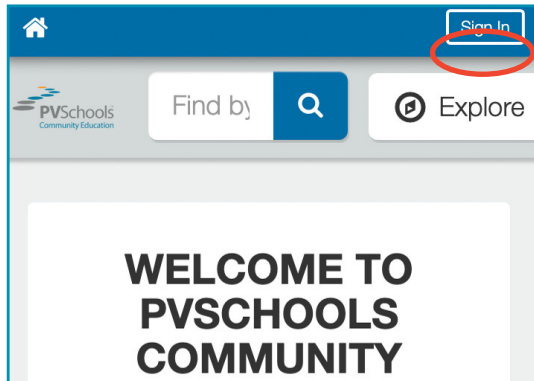 Sign In
PVSchools
Community Education
Find by
Explore
WELCOME TO
PVSCHOOLS
COMMUNITY